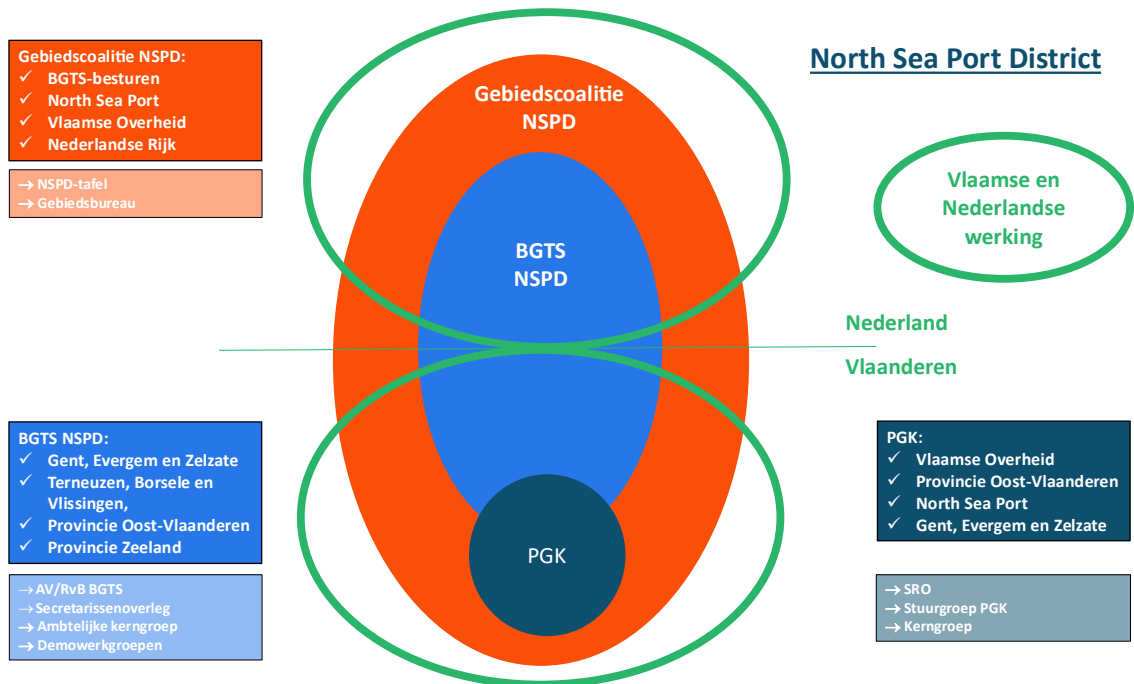 North Sea Port District
Gebiedscoalitie NSPD:
✓ BGTS-besturen
✓ North Sea Port
✓ Vlaamse Overheid
✓ Nederlandse Rijk
→ NSPD-tafel
→ Gebiedsbureau
Gebiedscoalitie
NSPD
BGTS
NSPD
PGK
Vlaamse en
Nederlandse
werking
Nederland
Vlaanderen
BGTS NSPD:
✓ Gent, Evergem en Zelzate
✓ Terneuzen, Borsele en
Vlissingen,
✓ Provincie Oost-Vlaanderen
✓ Provincie Zeeland
→ AV/RvB BGTS
→ Secretarissenoverleg
→ Ambtelijke kerngroep
→ Demowerkgroepen
PGK:
✓ Vlaamse Overheid
✓ Provincie Oost-Vlaanderen
✓ North Sea Port
✓ Gent, Evergem en Zelzate
→ SRO
→ Stuurgroep PGK
→ Kerngroep